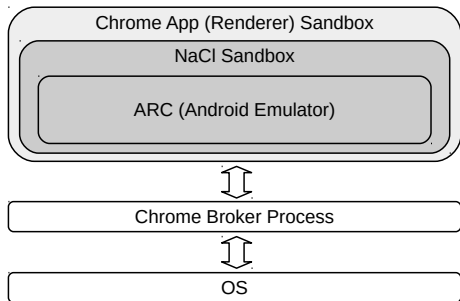 Chrome App (Renderer) Sandbox
NaCl Sandbox
ARC (Android Emulator)
Chrome Broker Process
OS